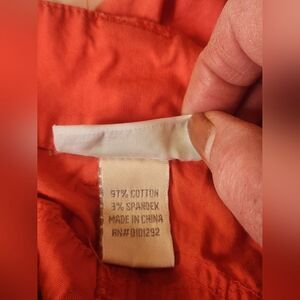 97% COTTON
3% SPANDEX
MADE IN CHINA
RN#0101292